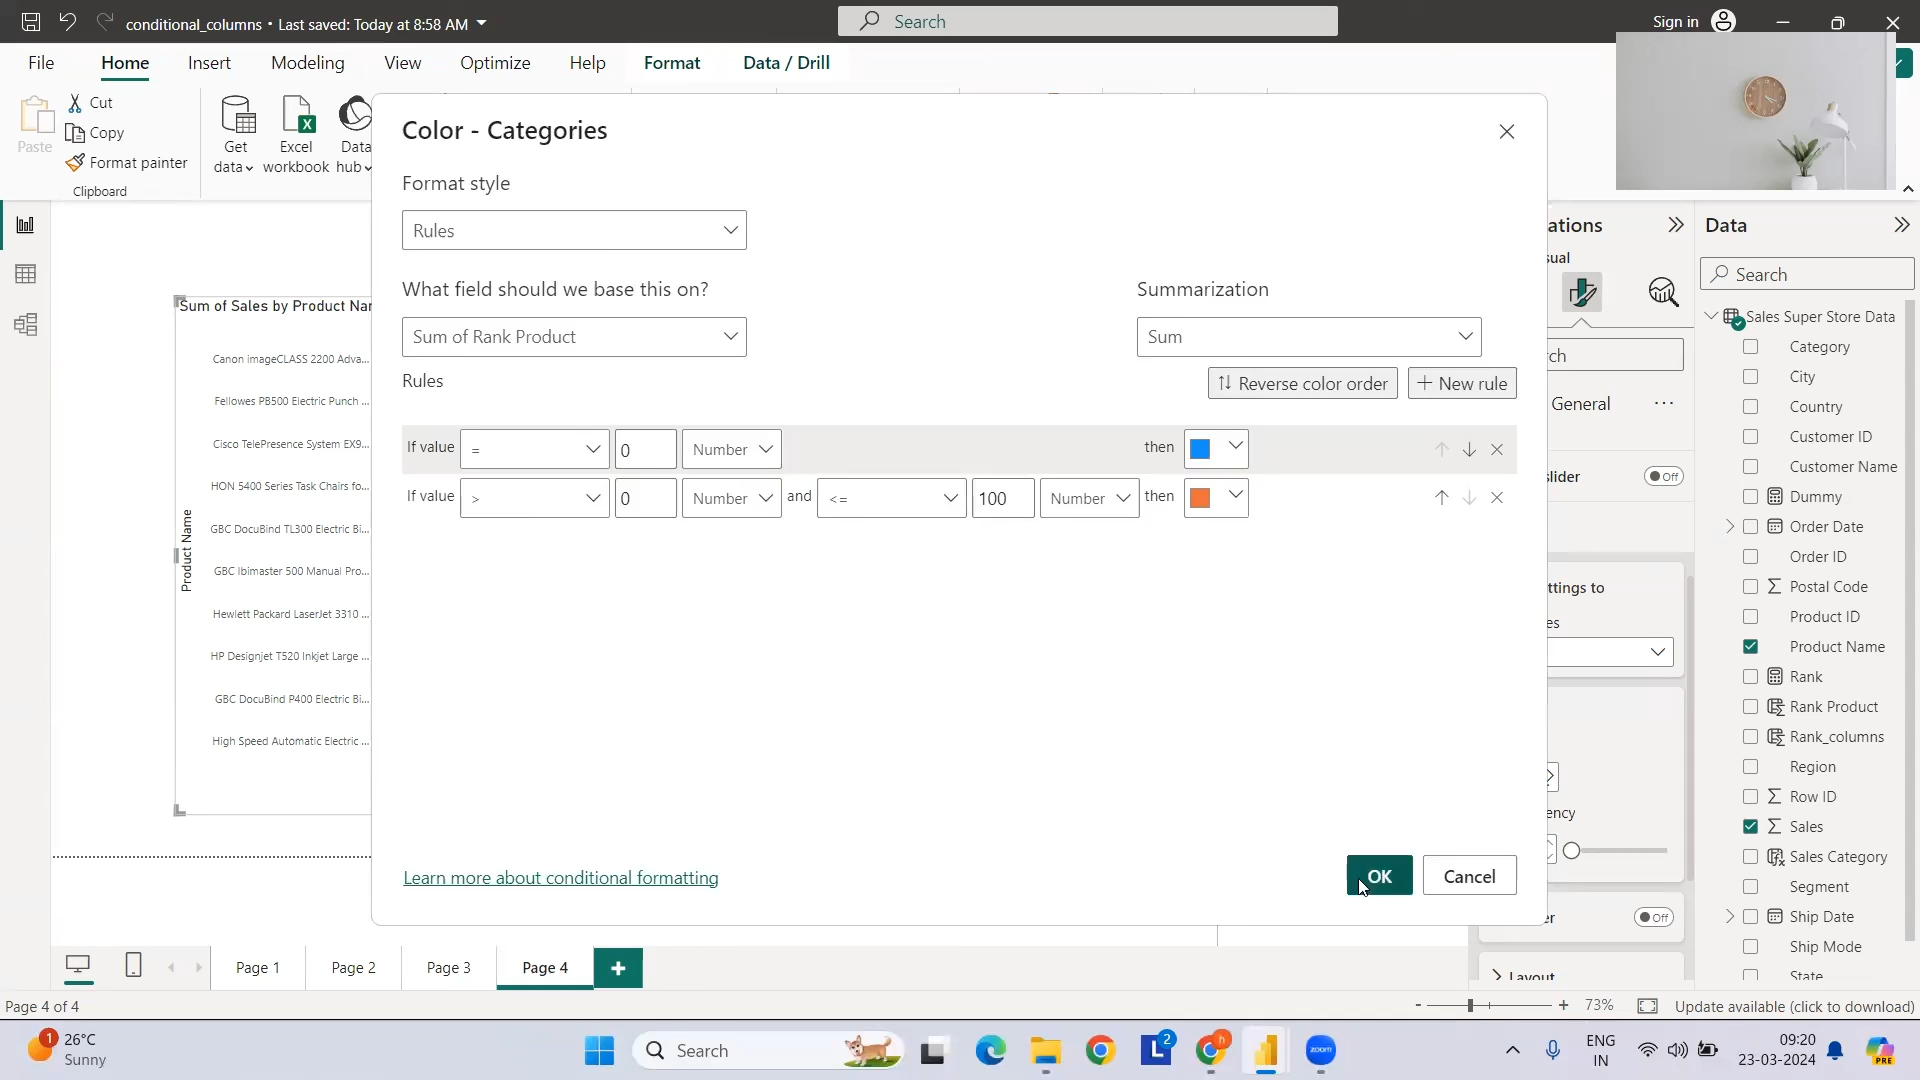 conditional_columns • Last saved: Today at 8:58 AM
Search
Sign in
File
Home
Insert
Modeling
View
Optimize
Help
Format
Data / Drill
Paste
Cut
Copy
Format painter
Clipboard
Get
data
Excel
workbook
Data
hub
Color - Categories
Format style
Rules
What field should we base this on?
Sum of Rank Product
Summarization
Sum
Rules
Reverse color order
New rule
If value = 0 Number then
If value > 0 Number and <= 100 Number then
Learn more about conditional formatting
OK
Cancel
Sum of Sales by Product Nar
Product Name
Canon imageCLASS 2200 Adva...
Fellowes PB500 Electric Punch ...
Cisco TelePresence System EX9...
HON 5400 Series Task Chairs fo...
GBC DocuBind TL300 Electric Bi...
GBC Ibimaster 500 Manual Pro...
Hewlett Packard LaserJet 3310 ...
HP Designjet T520 Inkjet Large ...
GBC DocuBind P400 Electric Bi...
High Speed Automatic Electric ...
ations
sual
rch
General
slider
Off
ttings to
es
ency
er
Off
Layout
Data
Search
Sales Super Store Data
Category
City
Country
Customer ID
Customer Name
Dummy
Order Date
Order ID
Postal Code
Product ID
Product Name
Rank
Rank Product
Rank_columns
Region
Row ID
Sales
Sales Category
Segment
Ship Date
Ship Mode
State
Page 1
Page 2
Page 3
Page 4
Page 4 of 4
73%
Update available (click to download)
1
26°C
Sunny
Search
L
2
h
zoom
ENG
IN
09:20
23-03-2024
PRE